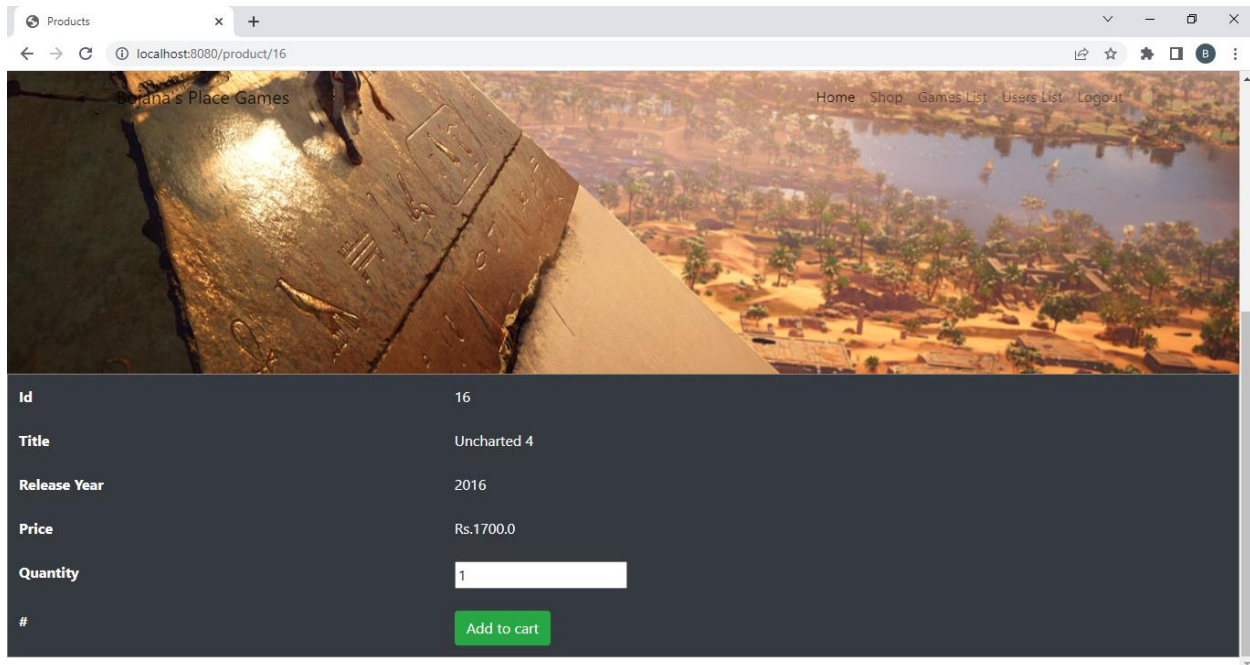 Products
localhost:8080/product/16
B
Bojana's Place Games
Home Shop Games List Users List Logout
Id 16
Title Uncharted 4
Release Year 2016
Price Rs.1700.0
Quantity 1
# Add to cart